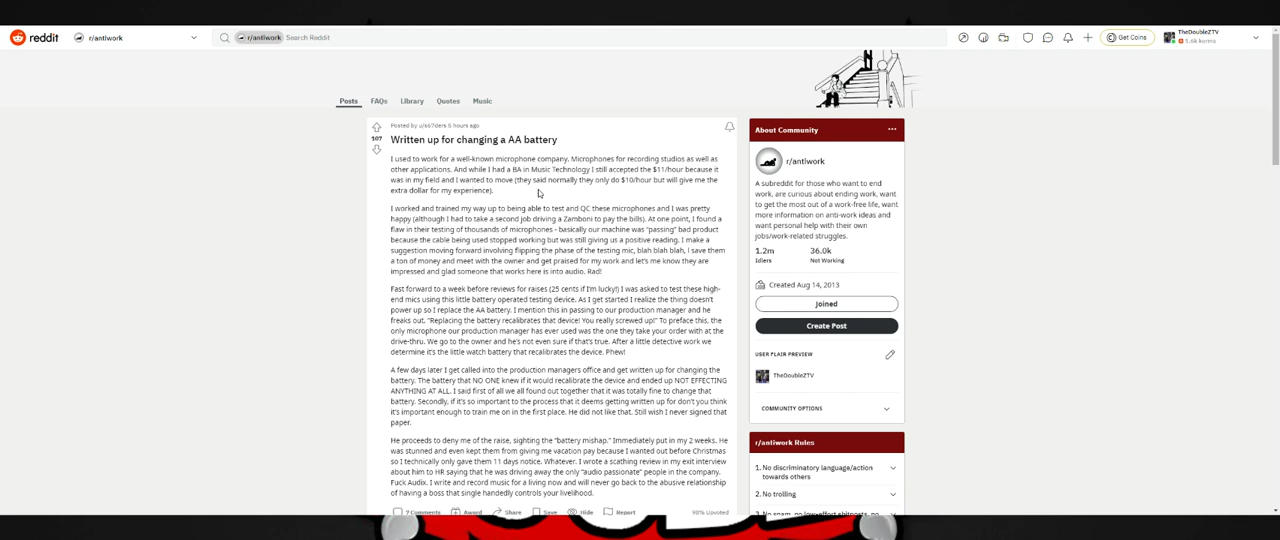 reddit r/antiwork r/antiwork Search Reddit Get Coins TheDoubleZTV
1.6k karma
Posts FAQs Library Quotes Music
Posted by u/s67ders 5 hours ago
107
Written up for changing a AA battery
I used to work for a well-known microphone company. Microphones for recording studios as well as
other applications. And while I had a BA in Music Technology I still accepted the $11/hour because it
was in my field and I wanted to move (they said normally they only do $10/hour but will give me the
extra dollar for my experience).
I worked and trained my way up to being able to test and QC these microphones and I was pretty
happy (although I had to take a second job driving a Zamboni to pay the bills). At one point, I found a
flaw in their testing of thousands of microphones - basically our machine was "passing" bad product
because the cable being used stopped working but was still giving us a positive reading. I make a
suggestion moving forward involving flipping the phase of the testing mic, blah blah blah, I save them
a ton of money and meet with the owner and get praised for my work and let's me know they are
impressed and glad someone that works here is into audio. Rad!
Fast forward to a week before reviews for raises (25 cents if I'm lucky!) I was asked to test these high-
end mics using this little battery operated testing device. As I get started I realize the thing doesn't
power up so I replace the AA battery. I mention this in passing to our production manager and he
freaks out. "Replacing the battery recalibrates that device! You really screwed up!" To preface this, the
only microphone our production manager has ever used was the one they take your order with at the
drive-thru. We go to the owner and he's not even sure if that's true. After a little detective work we
determine it's the little watch battery that recalibrates the device. Phew!
A few days later I get called into the production managers office and get written up for changing the
battery. The battery that NO ONE knew if it would recalibrate the device and ended up NOT EFFECTING
ANYTHING AT ALL. I said first of all we all found out together that it was totally fine to change that
battery. Secondly, if it's so important to the process that it deems getting written up for don't you think
it's important enough to train me on in the first place. He did not like that. Still wish I never signed that
paper.
He proceeds to deny me of the raise, sighting the "battery mishap." Immediately put in my 2 weeks. He
was stunned and even kept them from giving me vacation pay because I wanted out before Christmas
so I technically only gave them 11 days notice. Whatever. I wrote a scathing review in my exit interview
about him to HR saying that he was driving away the only "audio passionate" people in the company.
Fuck Audix. I write and record music for a living now and will never go back to the abusive relationship
of having a boss that single handedly controls your livelihood.
7 Comments Award Share Save Hide Report 98% Upvoted
About Community
r/antiwork
A subreddit for those who want to end
work, are curious about ending work, want
to get the most out of a work-free life, want
more information on anti-work ideas and
want personal help with their own
jobs/work-related struggles.
1.2m 36.0k
Idlers Not Working
Created Aug 14, 2013
Joined
Create Post
USER FLAIR PREVIEW
TheDoubleZTV
COMMUNITY OPTIONS
r/antiwork Rules
1. No discriminatory language/action
towards others
2. No trolling
3. No spam, no low-effort shitposts, no